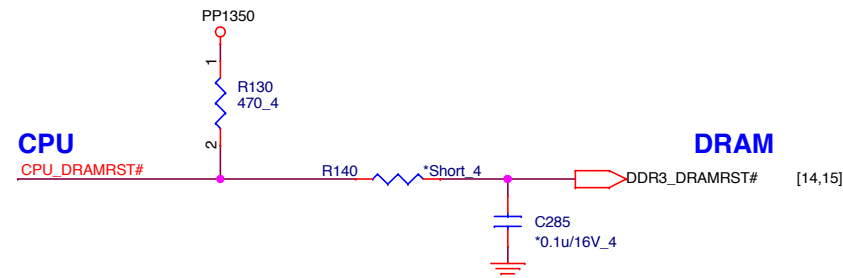 PP1350
1
R130
470_4
2
CPU
DRAM
CPU_DRAMRST#
R140
*Short_4
DDR3_DRAMRST#
[14,15]
C285
*0.1u/16V_4